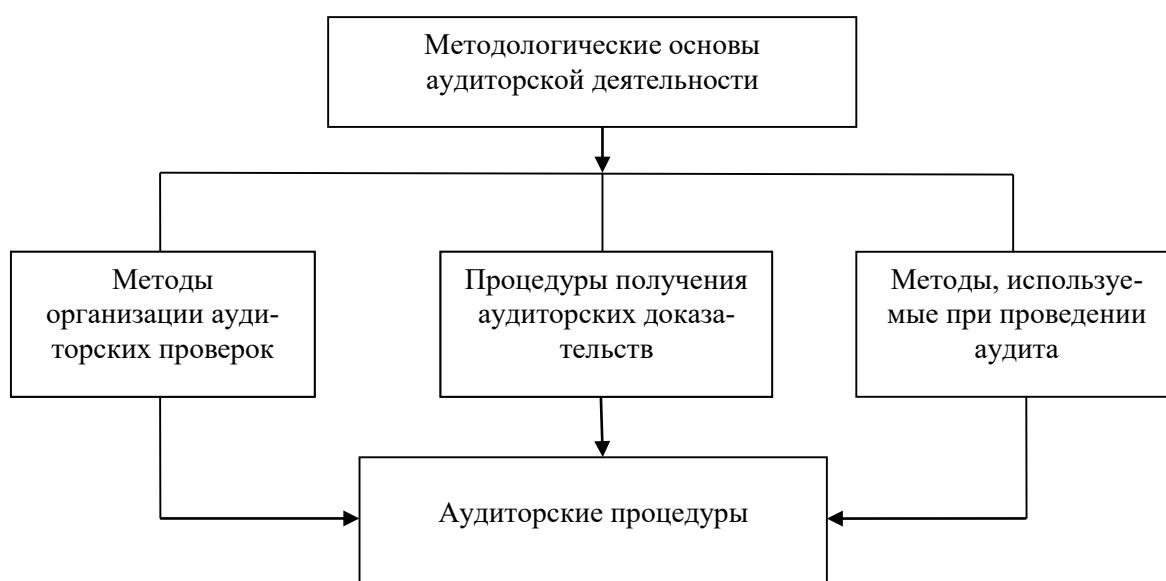 Методологические основы
аудиторской деятельности
Методы
организации ауди-
торских проверок
Процедуры получения
аудиторских доказа-
тельств
Методы, используе-
мые при проведении
аудита
Аудиторские процедуры